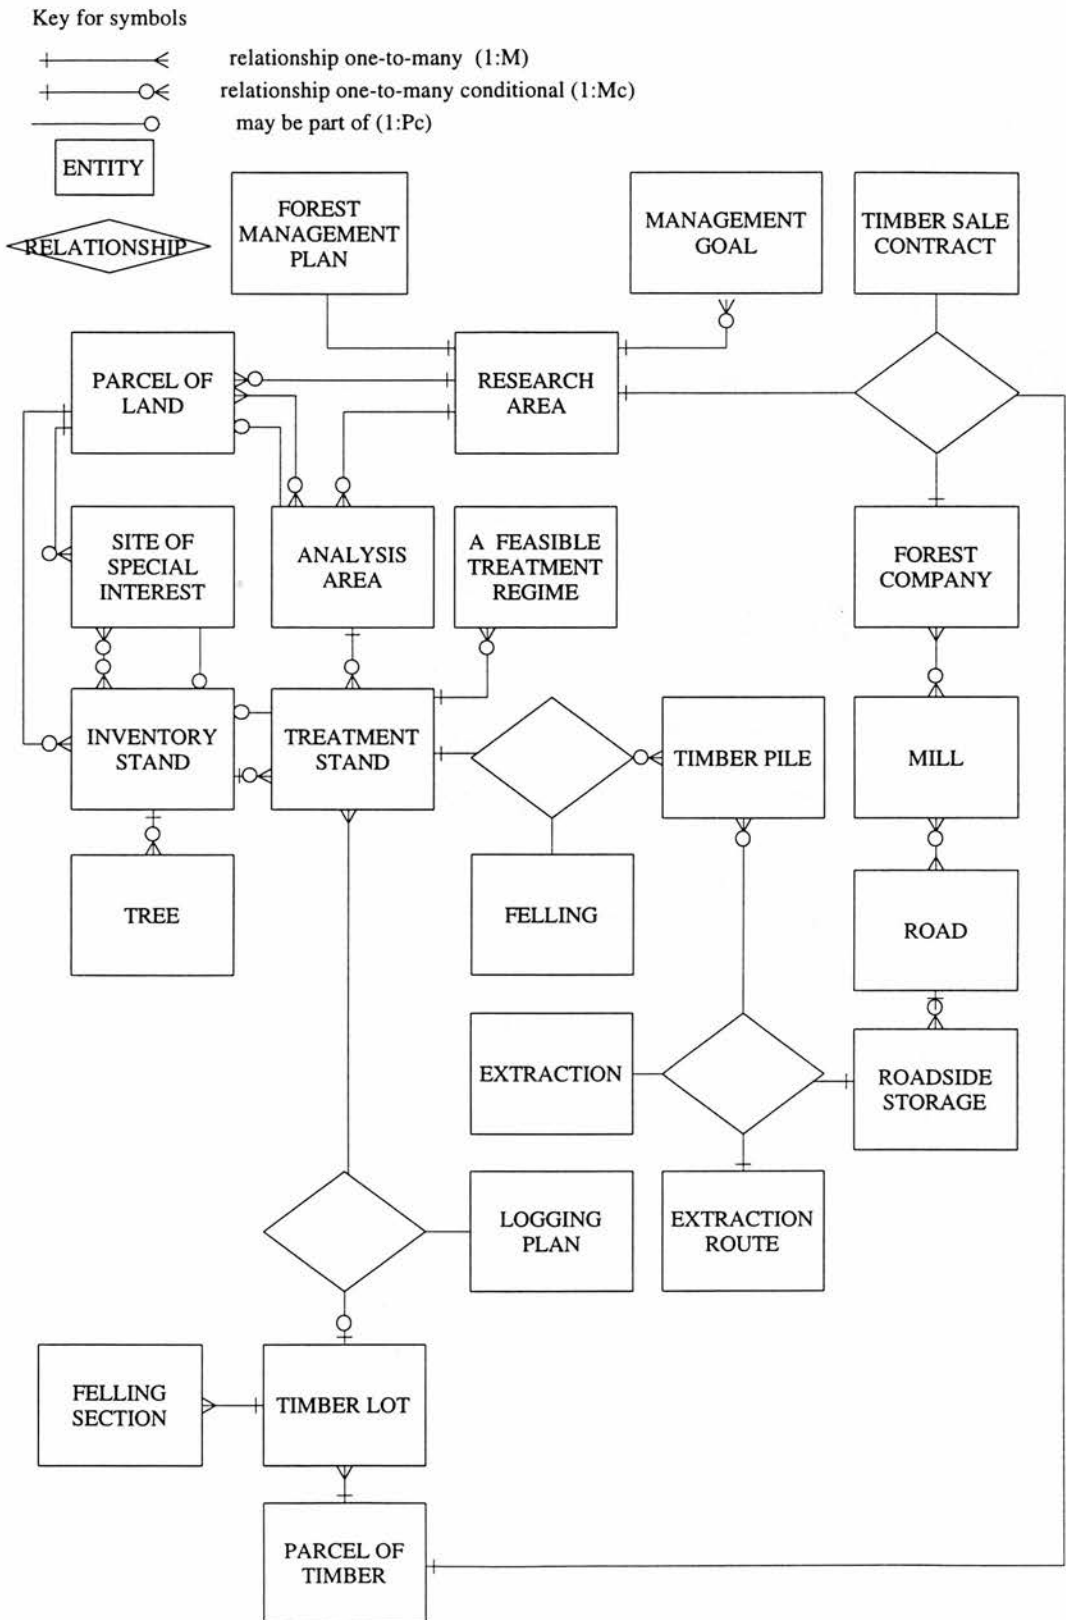 Key for symbols
relationship one-to-many (1:M)
relationship one-to-many conditional (1:Mc)
may be part of (1:Pc)
ENTITY
RELATIONSHIP
FOREST
MANAGEMENT
PLAN
MANAGEMENT
GOAL
TIMBER SALE
CONTRACT
PARCEL OF
LAND
RESEARCH
AREA
SITE OF
SPECIAL
INTEREST
ANALYSIS
AREA
A FEASIBLE
TREATMENT
REGIME
FOREST
COMPANY
INVENTORY
STAND
TREATMENT
STAND
TIMBER PILE
MILL
TREE
FELLING
ROAD
EXTRACTION
ROADSIDE
STORAGE
LOGGING
PLAN
EXTRACTION
ROUTE
FELLING
SECTION
TIMBER LOT
PARCEL OF
TIMBER